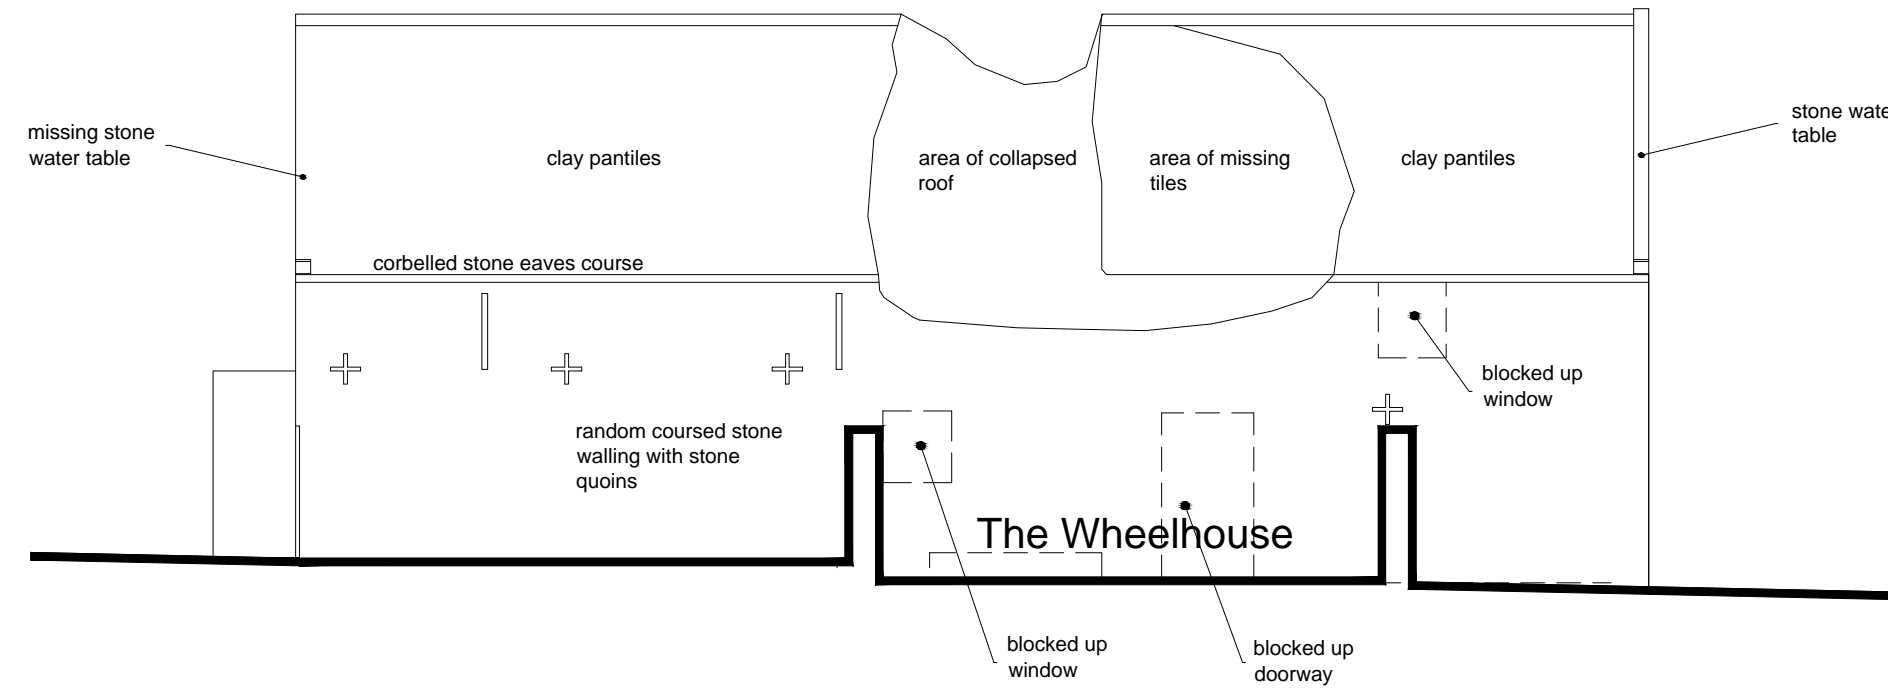 missing stone
water table
clay pantiles
area of collapsed
roof
area of missing
tiles
clay pantiles
stone wate
table
corbelled stone eaves course
blocked up
window
random coursed stone
walling with stone
quoins
The Wheelhouse
blocked up
window
blocked up
doorway